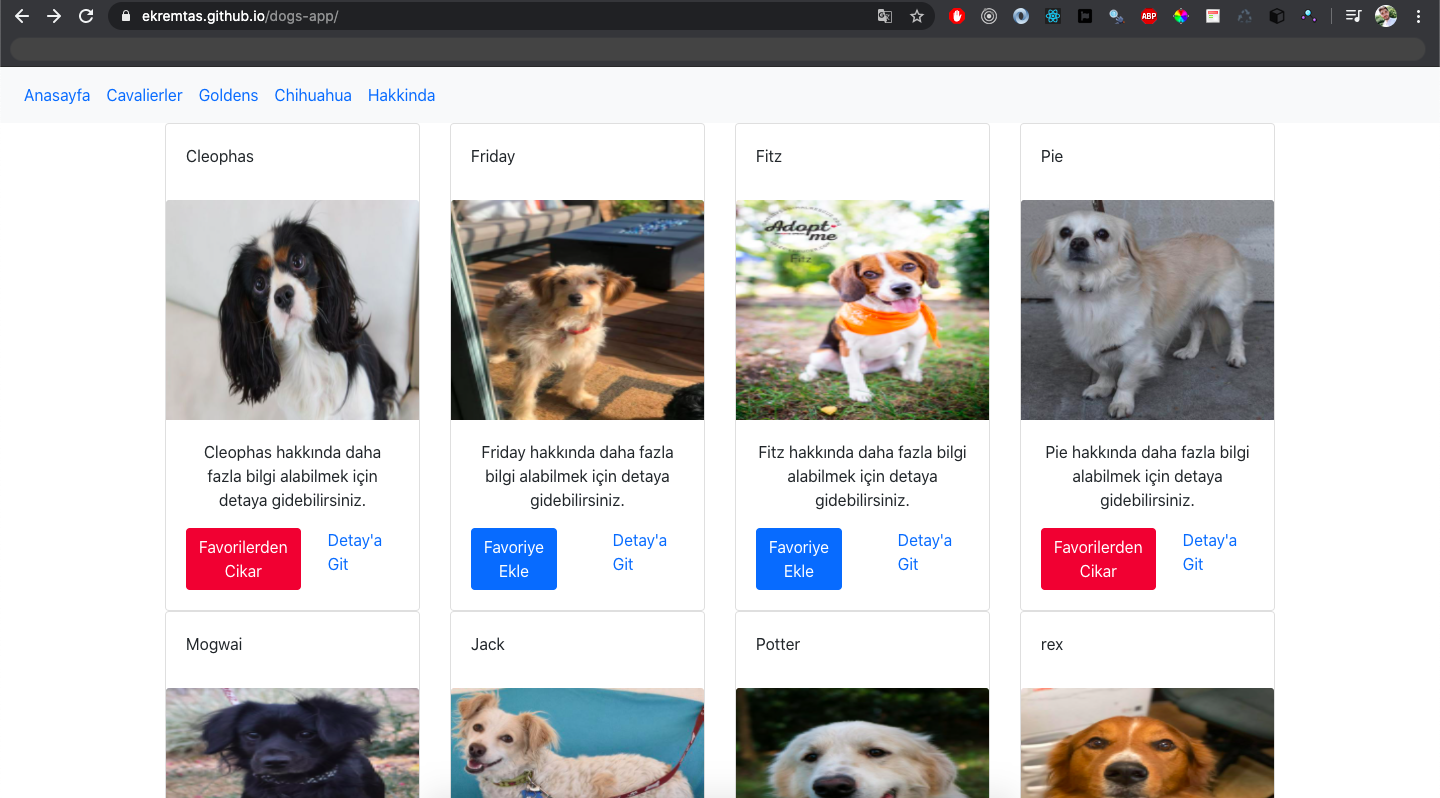 ekremtas.github.io/dogs-app/
ABP
Anasayfa Cavalierler Goldens Chihuahua Hakkinda
Cleophas
Friday
Fitz
Pie
Adopt
me
Fitz
Cleophas hakkında daha
fazla bilgi alabilmek için
detaya gidebilirsiniz.
Friday hakkında daha fazla
bilgi alabilmek için detaya
gidebilirsiniz.
Fitz hakkında daha fazla bilgi
alabilmek için detaya
gidebilirsiniz.
Pie hakkında daha fazla bilgi
alabilmek için detaya
gidebilirsiniz.
Favorilerden
Cikar
Detay'a
Git
Favoriye
Ekle
Detay'a
Git
Favoriye
Ekle
Detay'a
Git
Favorilerden
Cikar
Detay'a
Git
Mogwai
Jack
Potter
rex